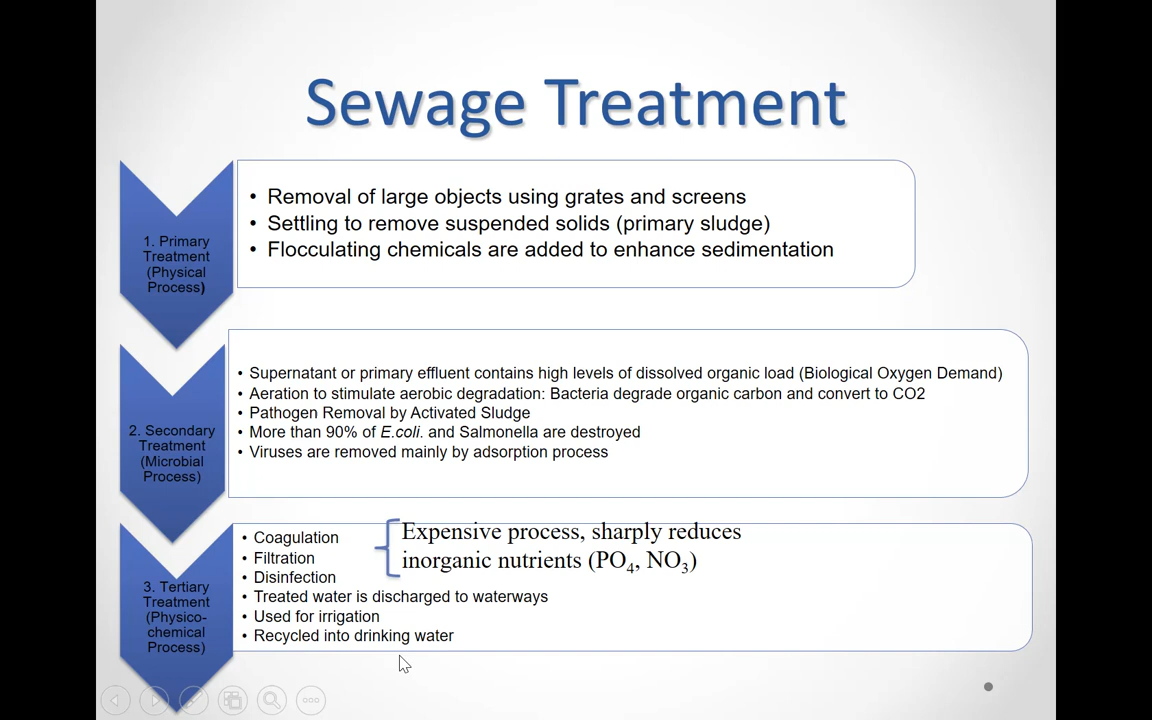 Sewage Treatment
1. Primary
Treatment
(Physical
Process)
• Removal of large objects using grates and screens
• Settling to remove suspended solids (primary sludge)
• Flocculating chemicals are added to enhance sedimentation
2. Secondary
Treatment
(Microbial
Process)
• Supernatant or primary effluent contains high levels of dissolved organic load (Biological Oxygen Demand)
• Aeration to stimulate aerobic degradation: Bacteria degrade organic carbon and convert to CO2
• Pathogen Removal by Activated Sludge
• More than 90% of E.coli. and Salmonella are destroyed
• Viruses are removed mainly by adsorption process
3. Tertiary
Treatment
(Physico-
chemical
Process)
• Coagulation
• Filtration
• Disinfection
Expensive process, sharply reduces
inorganic nutrients (PO₄, NO₃)
• Treated water is discharged to waterways
• Used for irrigation
• Recycled into drinking water